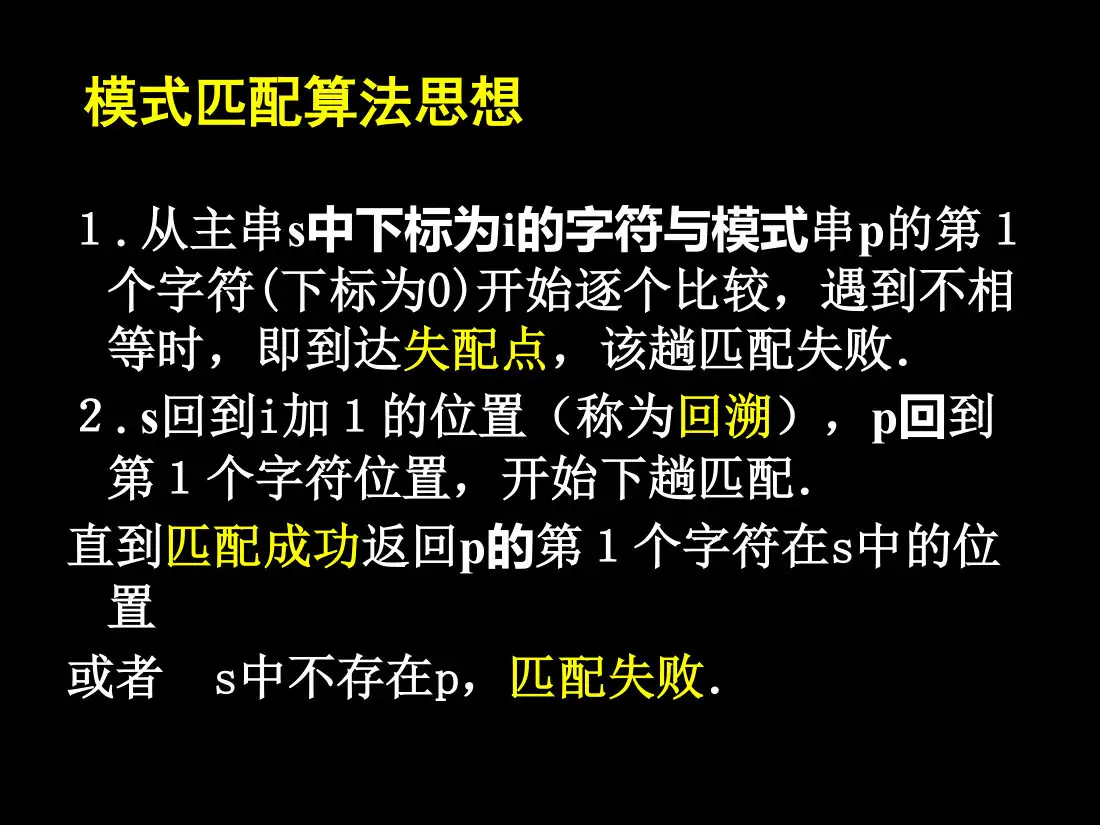 模式匹配算法思想
１.从主串s中下标为i的字符与模式串p的第１
个字符(下标为0)开始逐个比较，遇到不相
等时，即到达失配点，该趟匹配失败．
２.s回到i加１的位置（称为回溯），p回到
第１个字符位置，开始下趟匹配．
直到匹配成功返回p的第１个字符在s中的位
置
或者　s中不存在p，匹配失败．